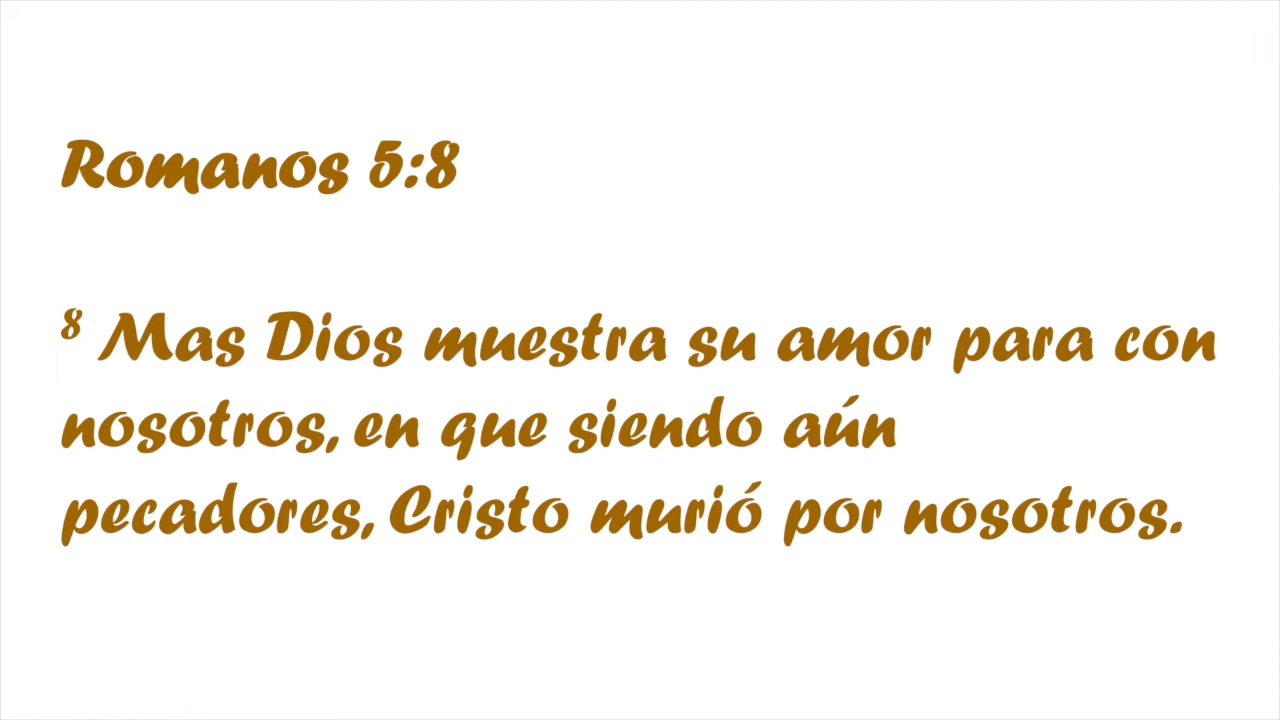 Romanos 5:8
⁸ Mas Dios muestra su amor para con
nosotros, en que siendo aún
pecadores, Cristo murió por nosotros.